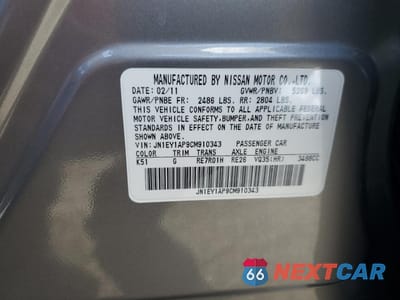 MANUFACTURED BY NISSAN MOTOR CO.,LTD.
DATE: 02/11 GVWR/PNBV: 5209 LBS.
GAWR/PNBE FR: 2486 LBS RR: 2804 LBS.
THIS VEHICLE CONFORMS TO ALL APPLICABLE FEDERAL
MOTOR VEHICLE SAFETY, BUMPER, AND THEFT PREVENTION
STANDARDS IN EFFECT ON THE DATE OF MANUFACTURE
SHOWN ABOVE.
VIN: JN1EY1AP9CM910343 PASSENGER CAR
COLOR TRIM TRANS AXLE ENGINE
K51 G RE7R01H RE26 VQ35(HR) 3498CC
JN1EY1AP9CM910343
66 NEXTCAR